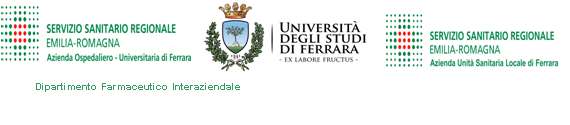 SERVIZIO SANITARIO REGIONALE
EMILIA-ROMAGNA
Azienda Ospedaliero - Universitaria di Ferrara
UNIVERSITÀ
DEGLI STUDI
DI FERRARA
- EX LABORE FRUCTUS -
SERVIZIO SANITARIO REGIONALE
EMILIA-ROMAGNA
Azienda Unità Sanitaria Locale di Ferrara
Dipartimento Farmaceutico Interaziendale